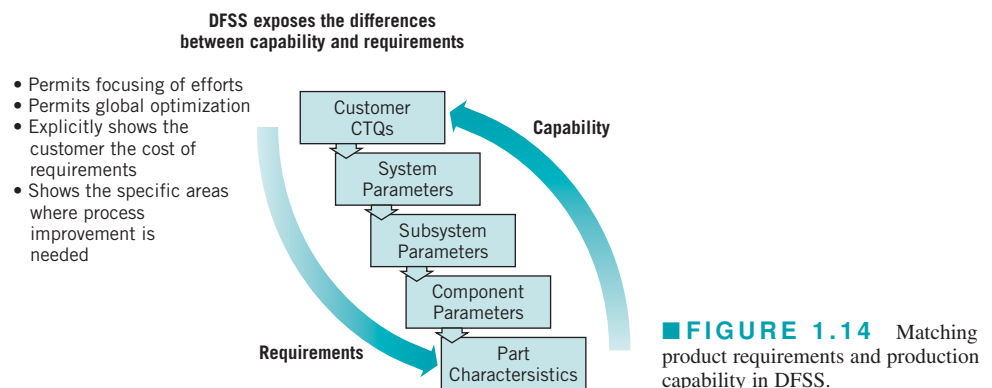 DFSS exposes the differences
between capability and requirements
• Permits focusing of efforts
• Permits global optimization
• Explicitly shows the
customer the cost of
requirements
• Shows the specific areas
where process
improvement is
needed
Customer
CTQs
Capability
System
Parameters
Subsystem
Parameters
Component
Parameters
Requirements
Part
Charactersistics
■ FIGURE 1.14 Matching
product requirements and production
capability in DFSS.